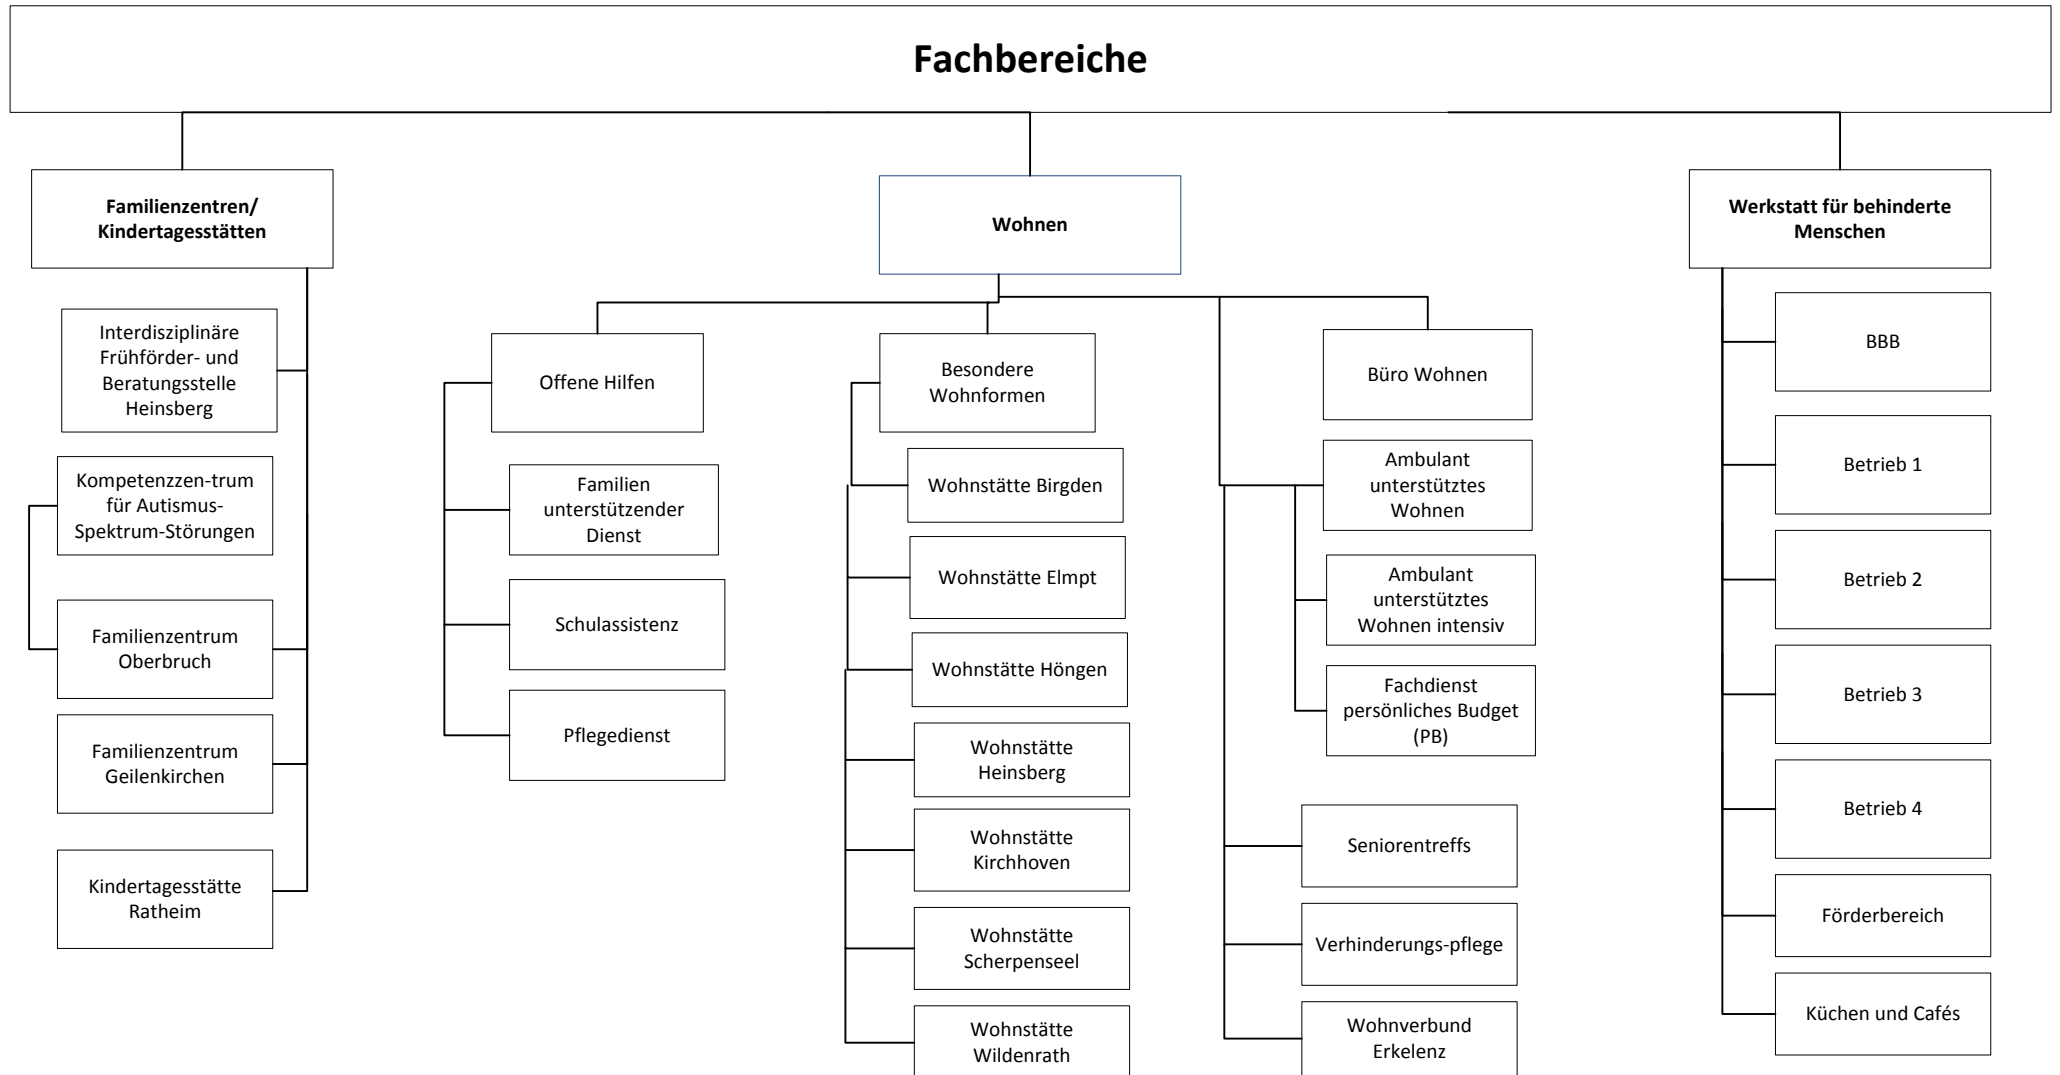 Fachbereiche
Familienzentren/
Kindertagesstätten
Interdisziplinäre
Frühförder- und
Beratungsstelle
Heinsberg
Kompetenzzen-trum
für Autismus-
Spektrum-Störungen
Familienzentrum
Oberbruch
Familienzentrum
Geilenkirchen
Kindertagesstätte
Ratheim
Wohnen
Offene Hilfen
Familien
unterstützender
Dienst
Schulassistenz
Pflegedienst
Besondere
Wohnformen
Wohnstätte Birgden
Wohnstätte Elmpt
Wohnstätte Höngen
Wohnstätte
Heinsberg
Wohnstätte
Kirchhoven
Wohnstätte
Scherpenseel
Wohnstätte
Wildenrath
Büro Wohnen
Ambulant
unterstütztes
Wohnen
Ambulant
unterstütztes
Wohnen intensiv
Fachdienst
persönliches Budget
(PB)
Seniorentreffs
Verhinderungs-pflege
Wohnverbund
Erkelenz
Werkstatt für behinderte
Menschen
BBB
Betrieb 1
Betrieb 2
Betrieb 3
Betrieb 4
Förderbereich
Küchen und Cafés